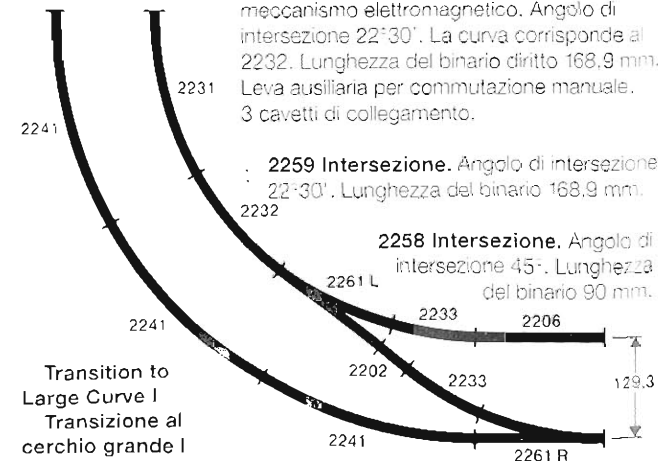 meccanismo elettromagnetico. Angolo di
intersezione 22°30'. La curva corrisponde al
2232. Lunghezza del binario diritto 168,9 mm.
Leva ausiliaria per commutazione manuale.
3 cavetti di collegamento.
2259 Intersezione. Angolo di intersezione
22°30'. Lunghezza del binario 168,9 mm.
2258 Intersezione. Angolo di
intersezione 45°. Lunghezza
del binario 90 mm.
2231
2241
2232
2261 L
2233
2206
2241
2202
2233
129,3
Transition to
Large Curve I
Transizione al
cerchio grande I
2241
2261 R